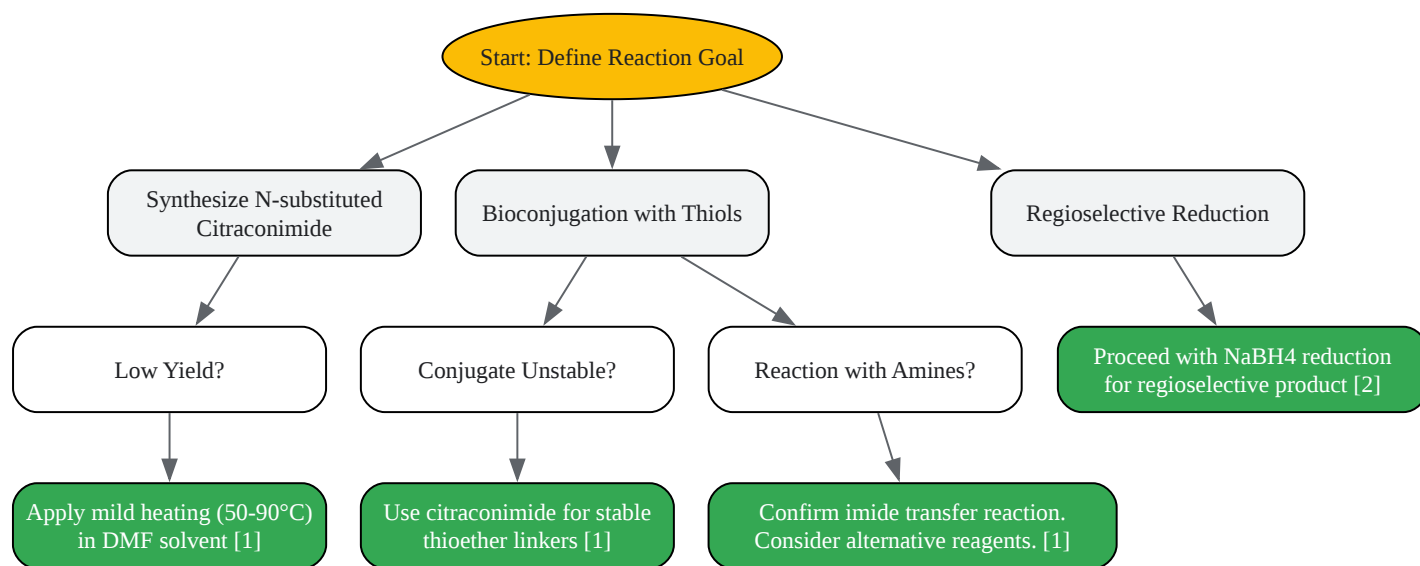 Start: Define Reaction Goal
Synthesize N-substituted
Citraconimide
Bioconjugation with Thiols
Regioselective Reduction
Low Yield?
Conjugate Unstable?
Reaction with Amines?
Proceed with NaBH4 reduction
for regioselective product [2]
Apply mild heating (50-90°C)
in DMF solvent [1]
Use citraconimide for stable
thioether linkers [1]
Confirm imide transfer reaction.
Consider alternative reagents. [1]